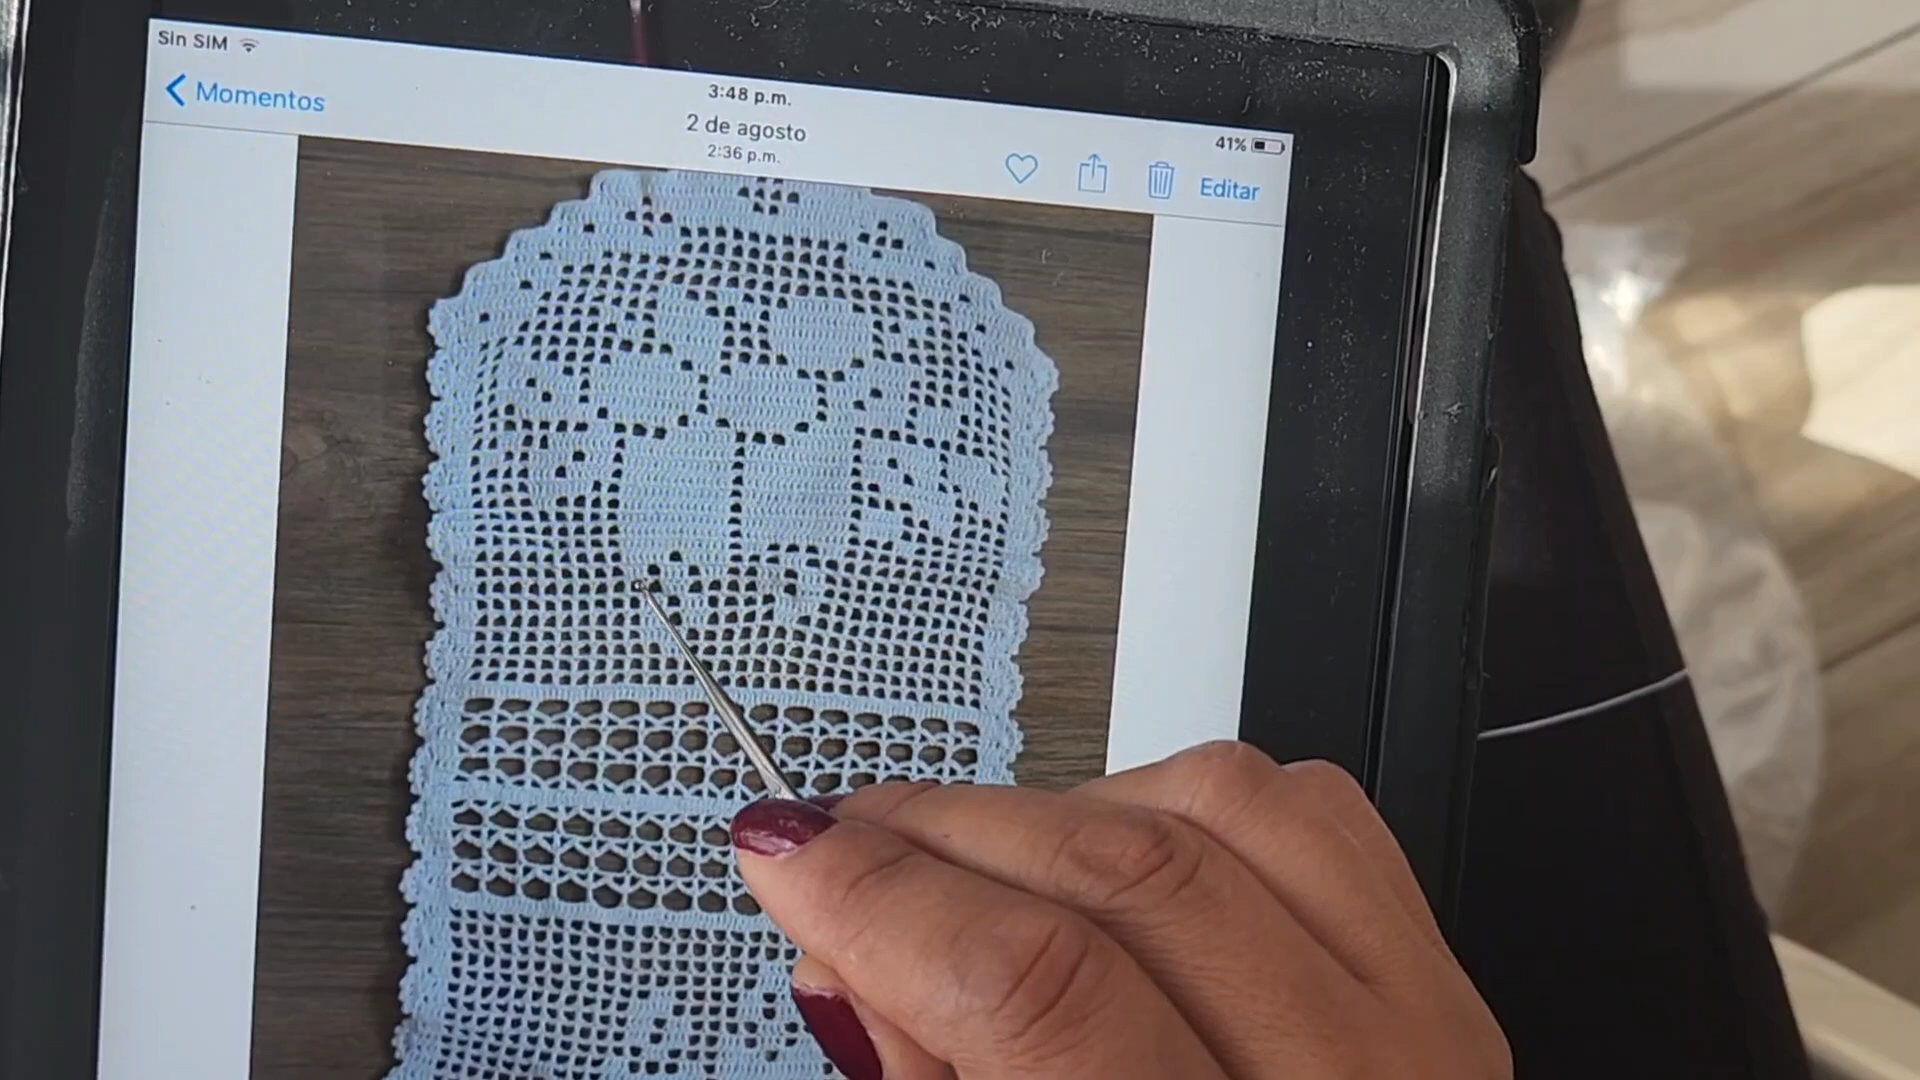 Sin SIM
3:48 p.m.
41%
Momentos
2 de agosto
2:36 p.m.
Editar